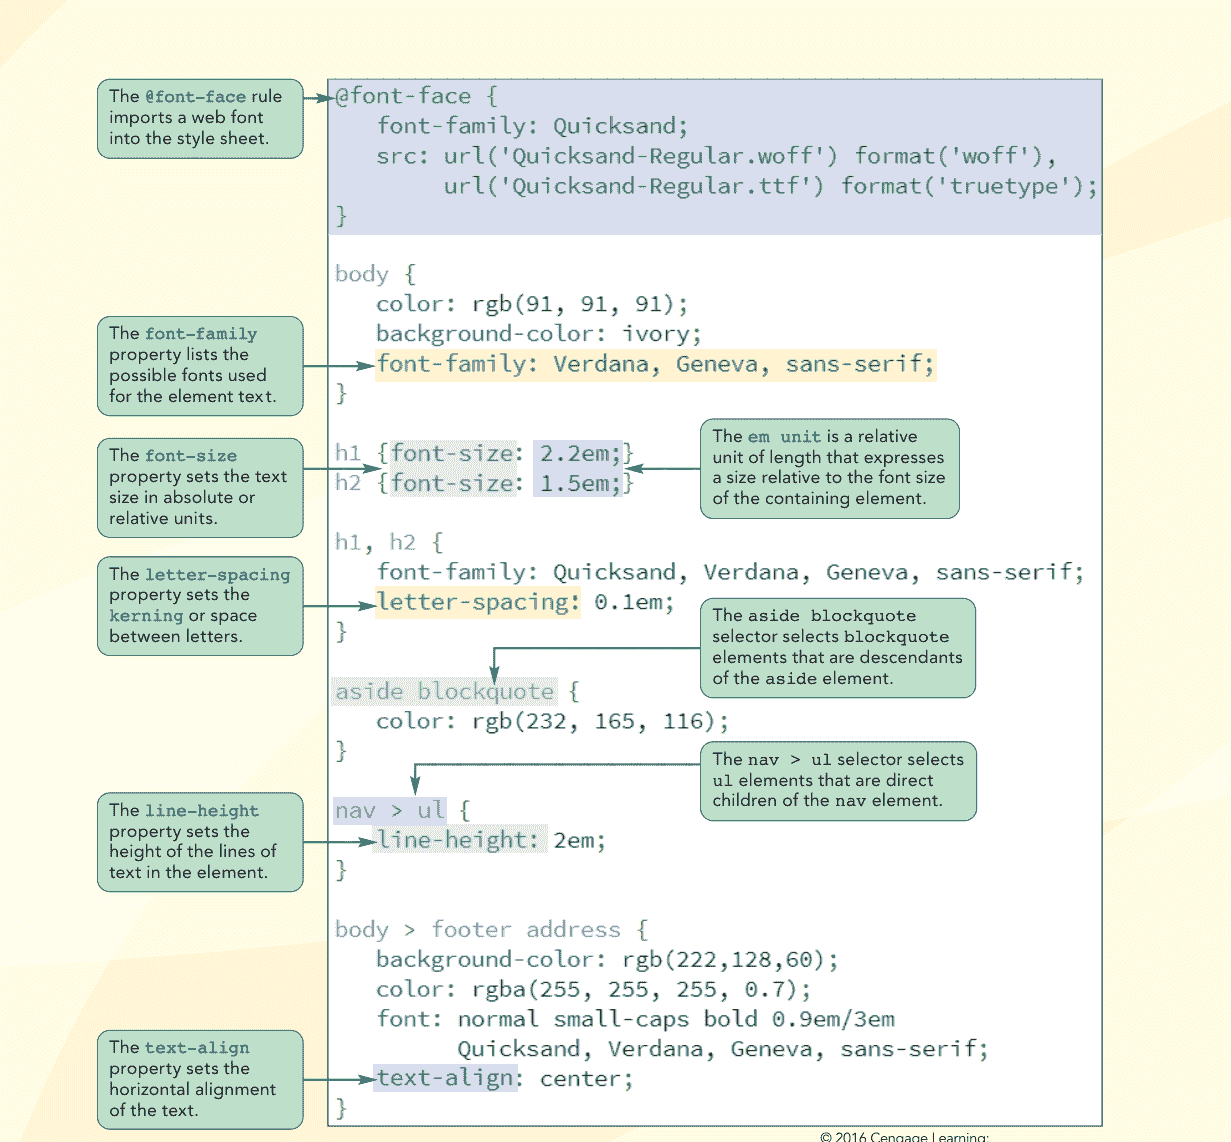 The @font-face rule
imports a web font
into the style sheet.
@font-face {
font-family: Quicksand;
src: url('Quicksand-Regular.woff') format('woff'),
url('Quicksand-Regular.ttf') format('truetype');
}
body {
color: rgb(91, 91, 91);
background-color: ivory;
font-family: Verdana, Geneva, sans-serif;
}
The font-family
property lists the
possible fonts used
for the element text.
h1 {font-size: 2.2em;}
h2 {font-size: 1.5em;}
The font-size
property sets the text
size in absolute or
relative units.
The em unit is a relative
unit of length that expresses
a size relative to the font size
of the containing element.
h1, h2 {
font-family: Quicksand, Verdana, Geneva, sans-serif;
letter-spacing: 0.1em;
}
The letter-spacing
property sets the
kerning or space
between letters.
The aside blockquote
selector selects blockquote
elements that are descendants
of the aside element.
aside blockquote {
color: rgb(232, 165, 116);
}
The nav > ul selector selects
ul elements that are direct
children of the nav element.
nav > ul {
line-height: 2em;
}
The line-height
property sets the
height of the lines of
text in the element.
body > footer address {
background-color: rgb(222,128,60);
color: rgba(255, 255, 255, 0.7);
font: normal small-caps bold 0.9em/3em
Quicksand, Verdana, Geneva, sans-serif;
text-align: center;
}
The text-align
property sets the
horizontal alignment
of the text.
© 2016 Cengage Learning;